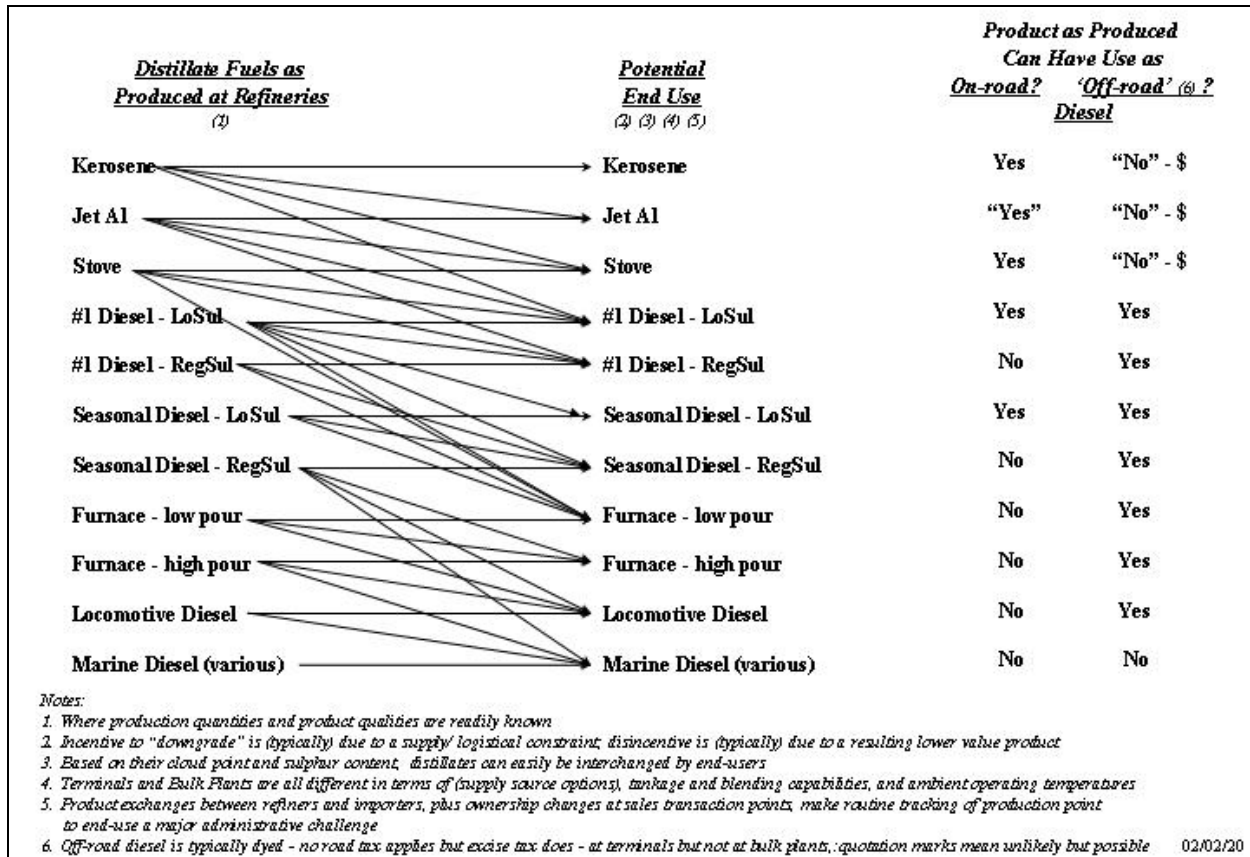 Product as Produced
Can Have Use as
Distillate Fuels as Potential On-road? 'Off-road' (6) ?
Produced at Refineries End Use Diesel
(1) (2) (3) (4) (5)
Kerosene Kerosene Yes “No” - $
Jet A1 Jet A1 “Yes” “No” - $
Stove Stove Yes “No” - $
#1 Diesel - LoSul #1 Diesel - LoSul Yes Yes
#1 Diesel - RegSul #1 Diesel - RegSul No Yes
Seasonal Diesel - LoSul Seasonal Diesel - LoSul Yes Yes
Seasonal Diesel - RegSul Seasonal Diesel - RegSul No Yes
Furnace - low pour Furnace - low pour No Yes
Furnace - high pour Furnace - high pour No Yes
Locomotive Diesel Locomotive Diesel No Yes
Marine Diesel (various) Marine Diesel (various) No No
Notes:
1. Where production quantities and product qualities are readily known
2. Incentive to “downgrade” is (typically) due to a supply/ logistical constraint; disincentive is (typically) due to a resulting lower value product
3. Based on their cloud point and sulphur content, distillates can easily be interchanged by end-users
4. Terminals and Bulk Plants are all different in terms of (supply source options), tankage and blending capabilities, and ambient operating temperatures
5. Product exchanges between refiners and importers, plus ownership changes at sales transaction points, make routine tracking of production point
to end-use a major administrative challenge
6. Off-road diesel is typically dyed - no road tax applies but excise tax does - at terminals but not at bulk plants,:quotation marks mean unlikely but possible 02/02/20